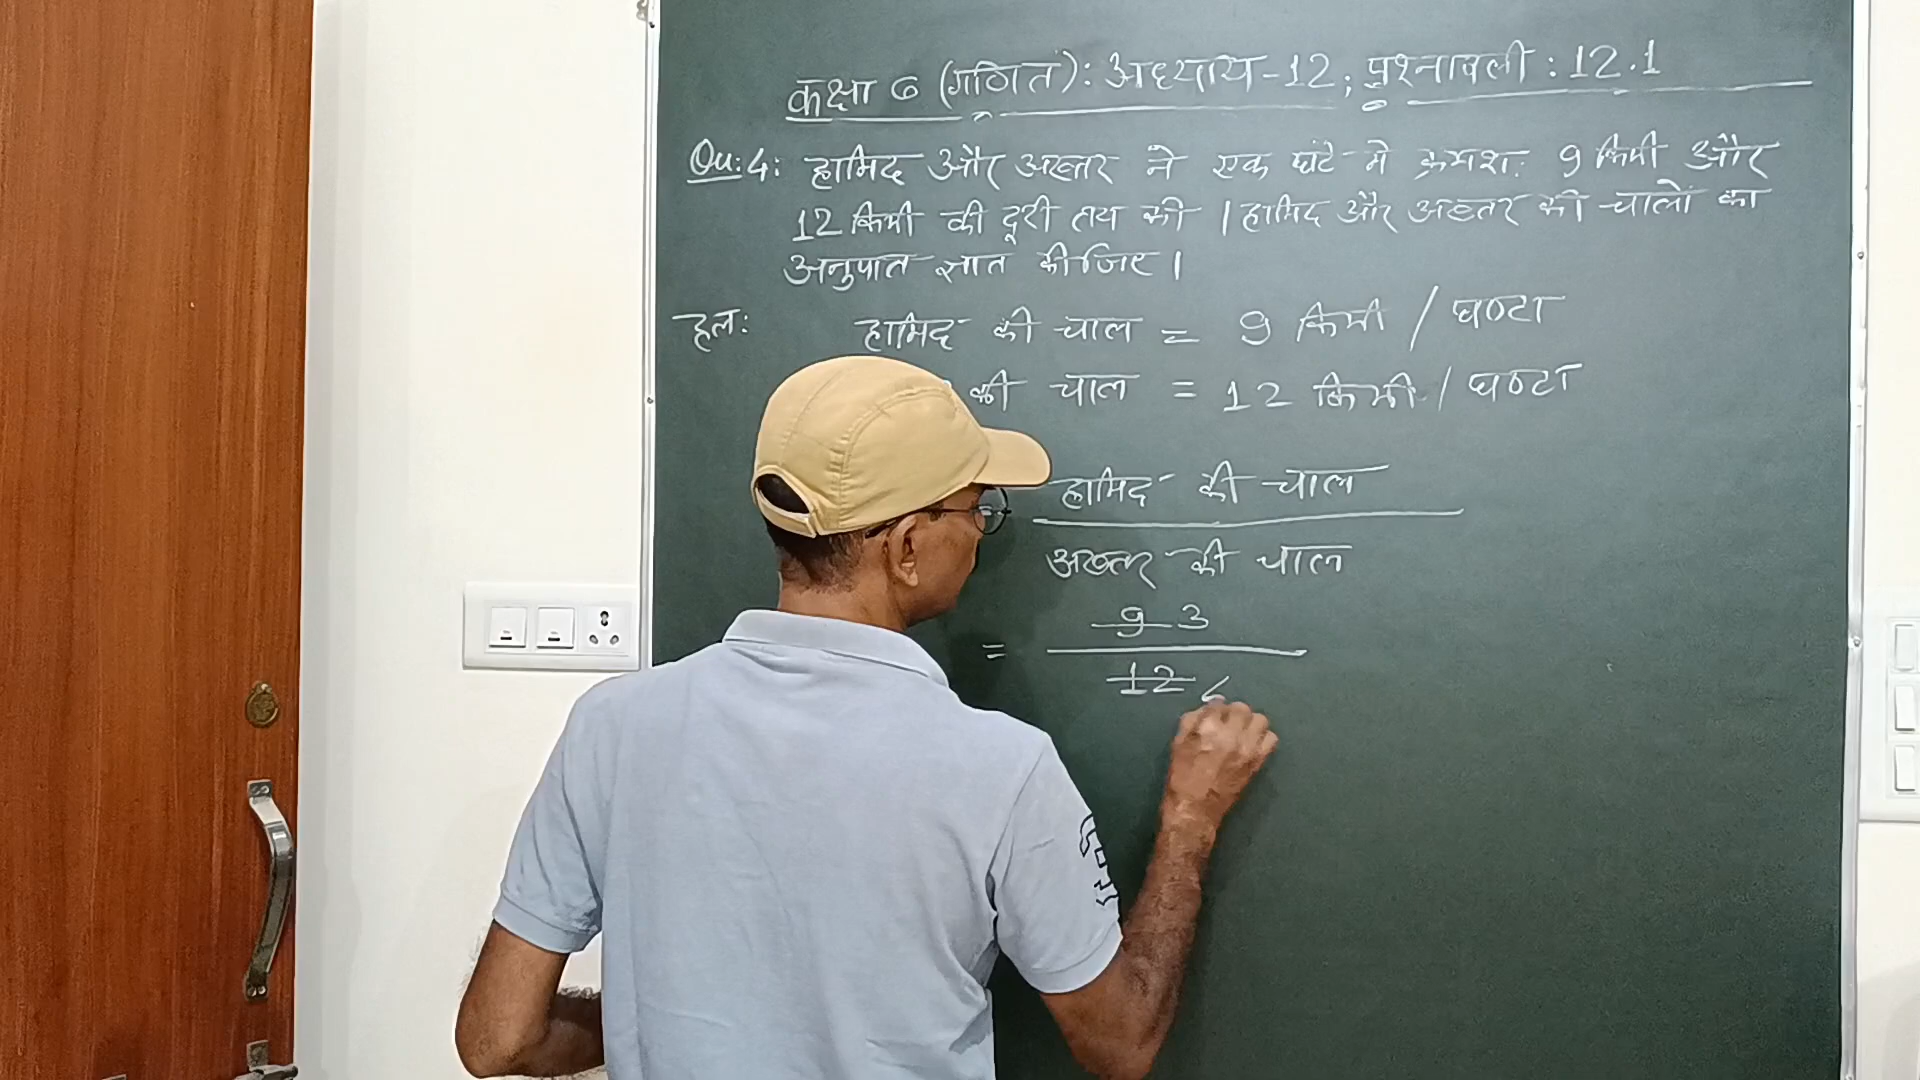 कक्षा 6 (गणित): अध्याय-12; प्रश्नावली: 12.1
Qu:4: हामिद और अख्तर ने एक घंटे में क्रमश: 9 किमी और
12 किमी की दूरी तय की । हामिद और अख्तर की चालों का
अनुपात ज्ञात कीजिए ।
हल: हामिद की चाल = 9 किमी / घण्टा
की चाल = 12 किमी / घण्टा
हामिद की चाल
अख्तर की चाल
9 3
=
12